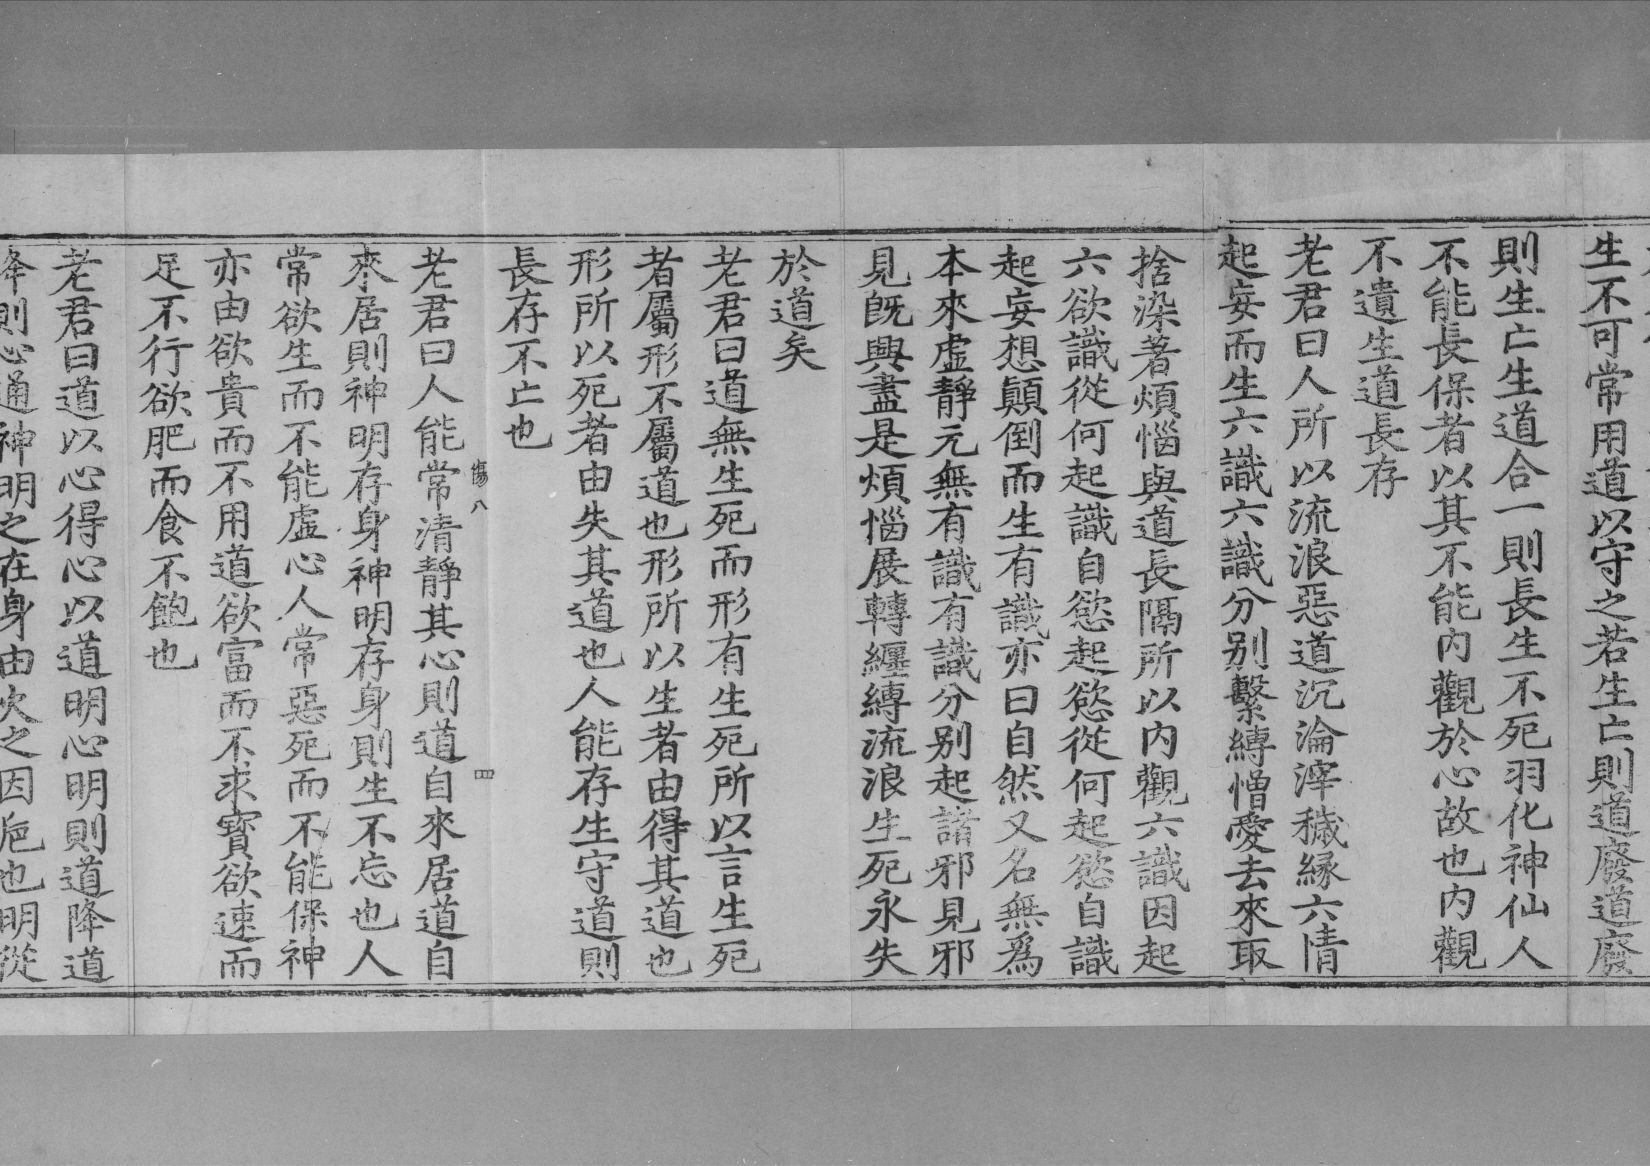 生不可常用道以守之若生亡則道廢道廢
則生亡生道合一則長生不死羽化神仙人
不能長保者以其不能內觀於心故也內觀
不遺生道長存
老君曰人所以流浪惡道沉淪滓穢緣六情
起妄而生六識六識分别繫縛憎愛去來取
捨染著煩惱與道長隔所以內觀六識因起
六欲識從何起識自慾起慾從何起慾自識
起妄想顛倒而生有識亦曰自然又名無爲
本來虛靜元無有識有識分别起諸邪見邪
見旣興盡是煩惱展轉纒縛流浪生死永失
於道矣
老君曰道無生死而形有生死所以言生死
者屬形不屬道也形所以生者由得其道也
形所以死者由失其道也人能存生守道則
長存不亡也
傷八 四
老君曰人能常清靜其心則道自來居道自
來居則神明存身神明存身則生不忘也人
常欲生而不能虛心人常惡死而不能保神
亦由欲貴而不用道欲富而不求寳欲速而
足不行欲肥而食不飽也
老君曰道以心得心以道明心明則道降道
降則心通神明之在身由火之因巵也明從